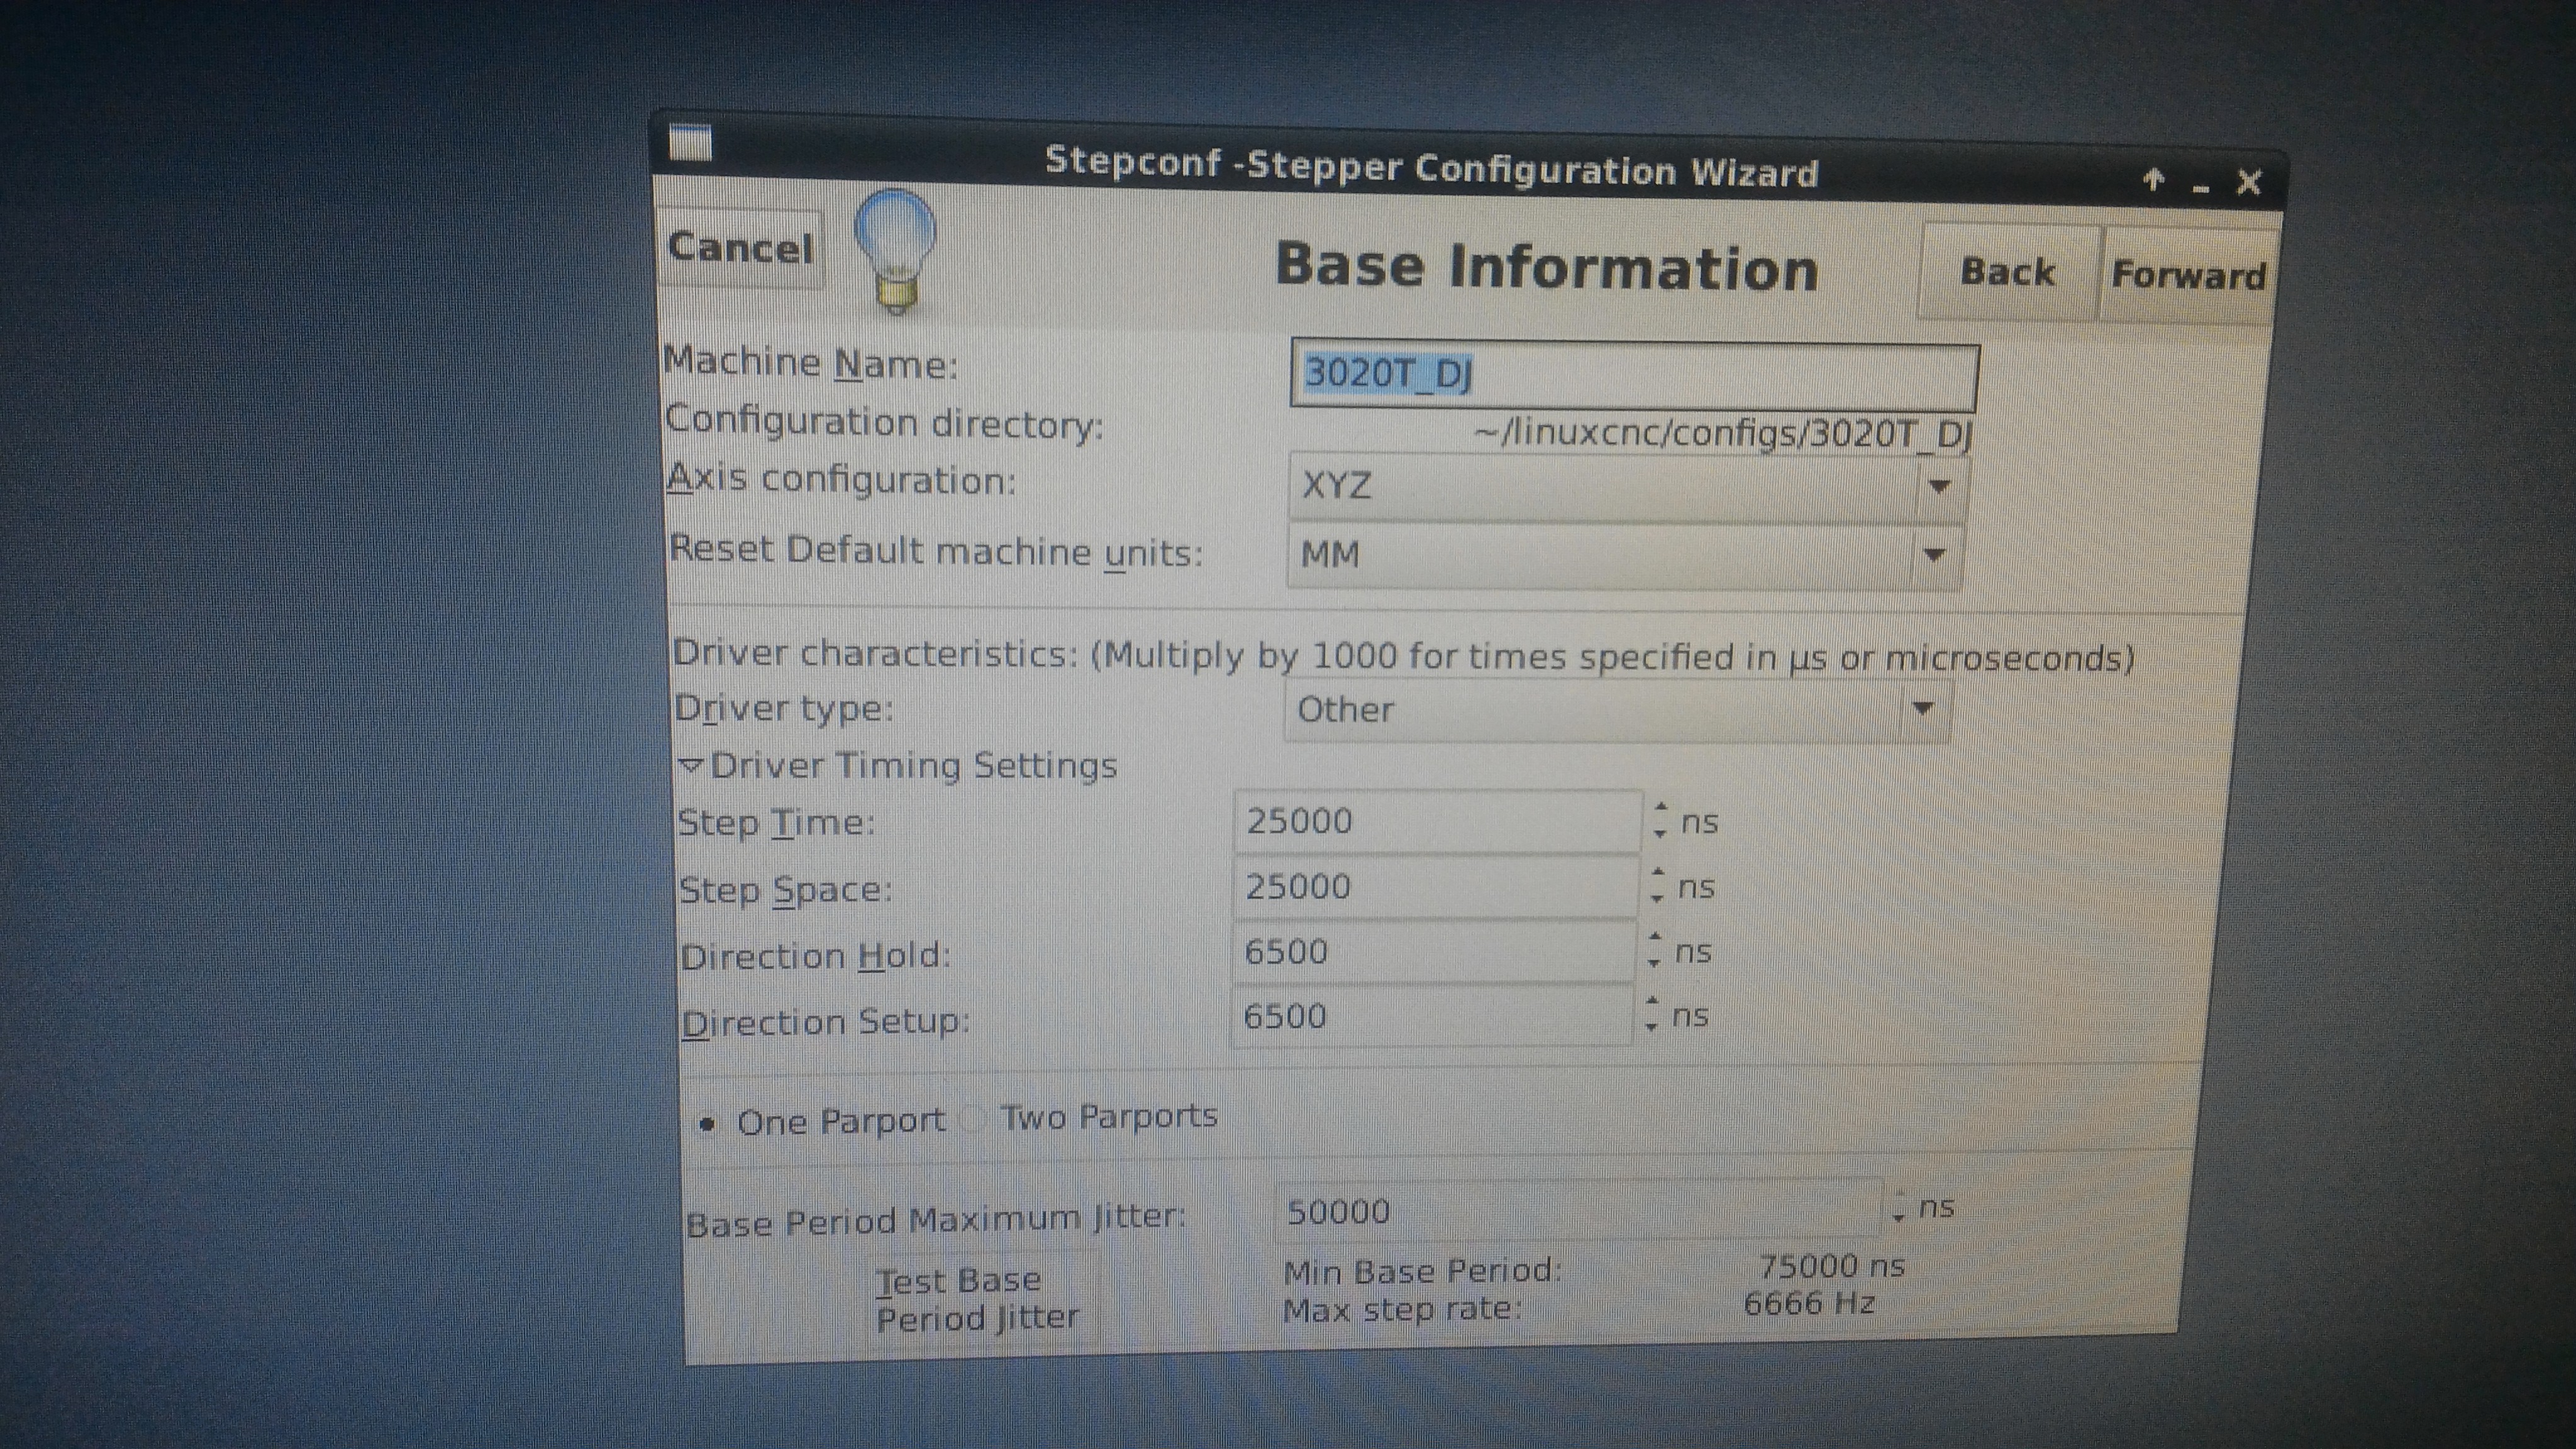 Stepconf -Stepper Configuration Wizard
Cancel
Base Information
Back
Forward
Machine Name:
3020T_DJ
Configuration directory:
~/linuxcnc/configs/3020T_DJ
Axis configuration:
XYZ
Reset Default machine units:
MM
Driver characteristics: (Multiply by 1000 for times specified in µs or microseconds)
Driver type:
Other
Driver Timing Settings
Step Time:
25000
ns
Step Space:
25000
ns
Direction Hold:
6500
ns
Direction Setup:
6500
ns
One Parport
Two Parports
Base Period Maximum Jitter:
50000
ns
Test Base
Period Jitter
Min Base Period:
75000 ns
Max step rate:
6666 Hz